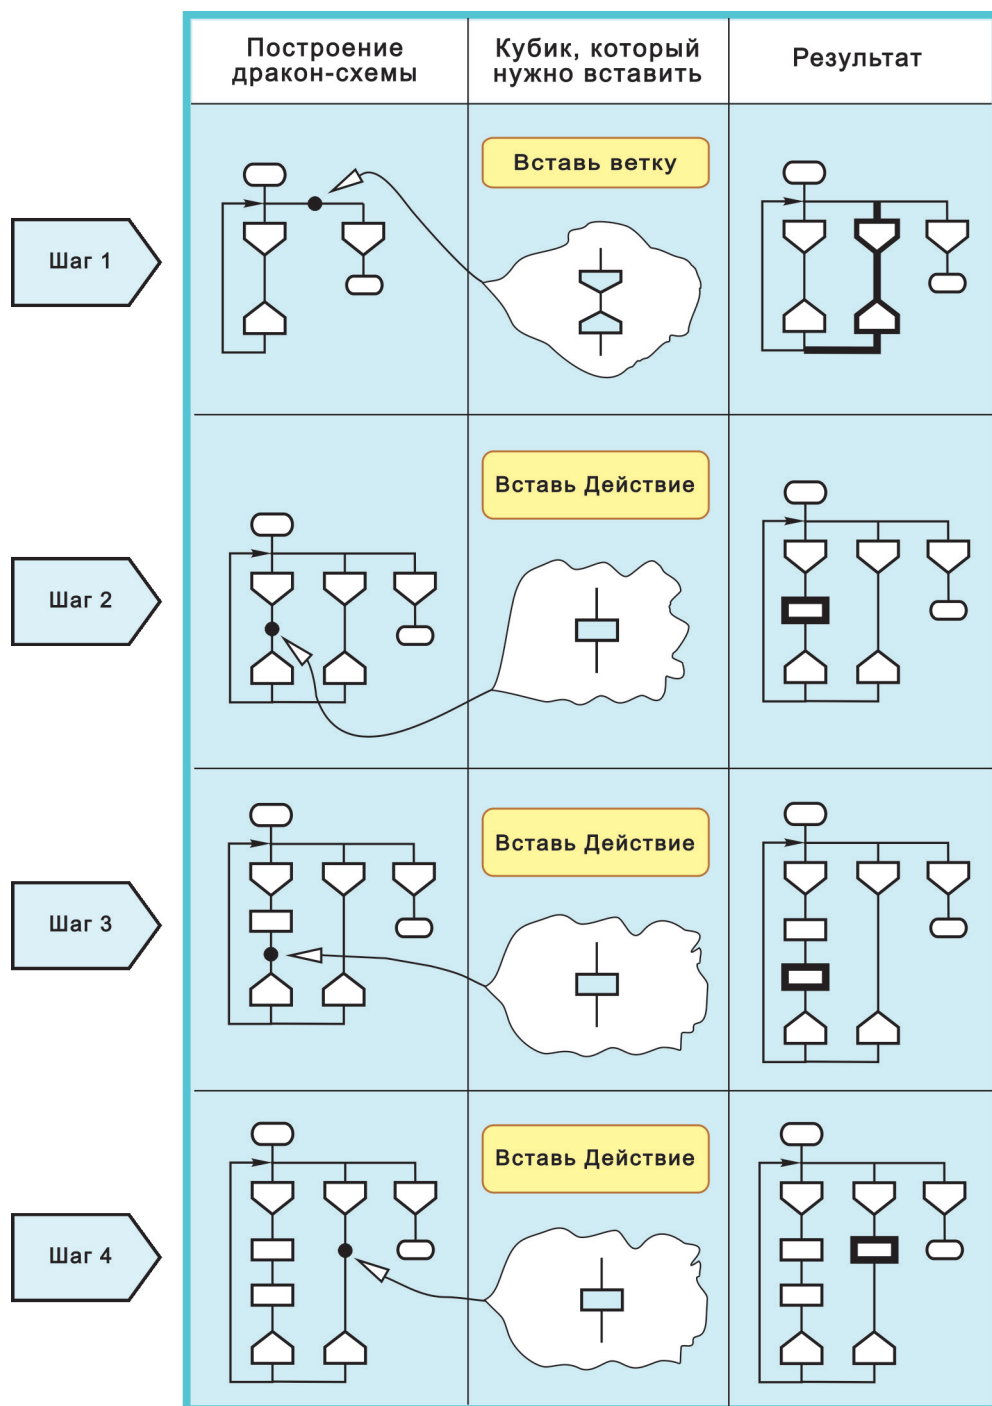 Построение
дракон-схемы
Кубик, который
нужно вставить
Результат
Шаг 1
Вставь ветку
Шаг 2
Вставь Действие
Шаг 3
Вставь Действие
Шаг 4
Вставь Действие